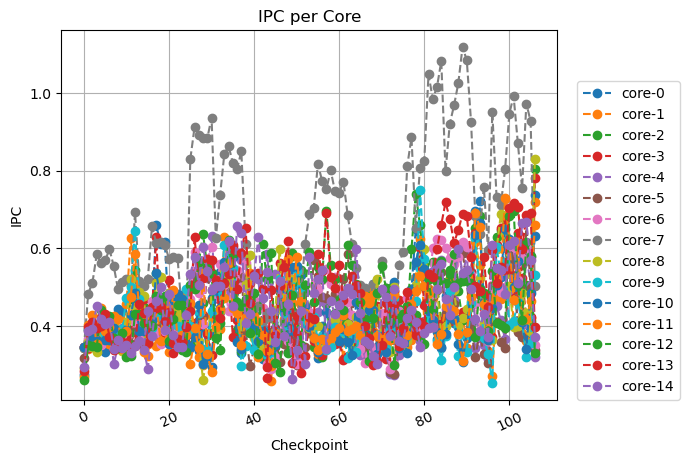 IPC per Core
IPC
1.0
0.8
0.6
0.4
0
20
40
60
80
100
Checkpoint
core-0
core-1
core-2
core-3
core-4
core-5
core-6
core-7
core-8
core-9
core-10
core-11
core-12
core-13
core-14